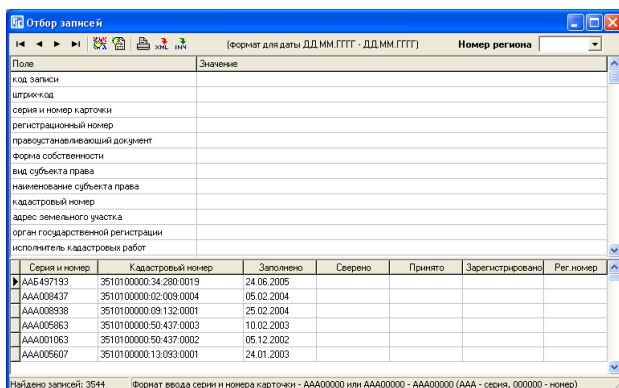 Отбор записей
XML IN4 (формат для даты ДД.ММ.ГГГГ - ДД.ММ.ГГГГ) Номер региона
Поле Значение
код записи
штрих-код
серия и номер карточки
регистрационный номер
правоустанавливающий документ
форма собственности
вид субъекта права
наименование субъекта права
кадастровый номер
адрес земельного участка
орган государственной регистрации
исполнитель кадастровых работ
Серия и номер Кадастровый номер Заполнено Сверено Принято Зарегистрировано Рег.номер
ААБ497193 3510100000:34:280:0019 24.06.2005
ААА008437 3510100000:02:009:0004 05.02.2004
ААА008938 3510100000:09:132:0001 25.02.2004
ААА005863 3510100000:50:437:0003 10.02.2003
ААА001063 3510100000:50:437:0002 05.12.2002
ААА005607 3510100000:13:093:0001 24.01.2003
Найдено записей: 3544 Формат ввода серии и номера карточки - ААА00000 или ААА00000 - ААА00000 (ААА - серия, 000000 - номер)